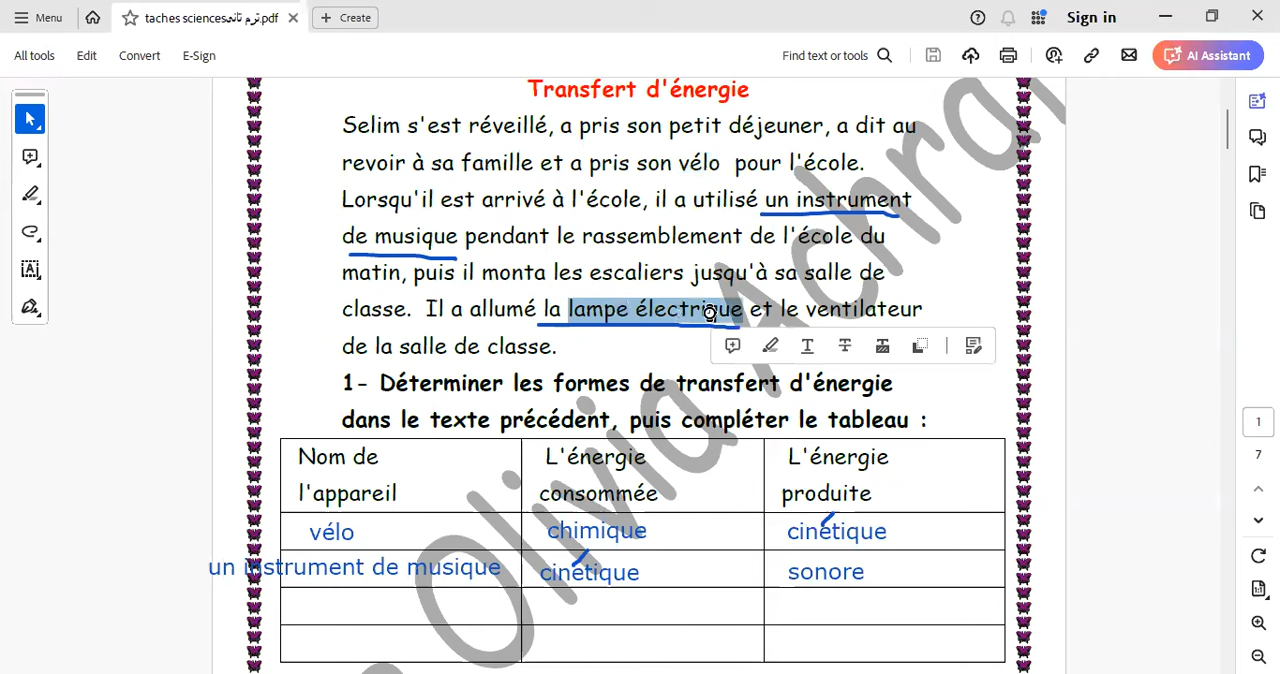 Menu
taches sciencesترم تانى.pdf
Create
Sign in
All tools Edit Convert E-Sign
Find text or tools
AI Assistant
Transfert d'énergie
Selim s'est réveillé, a pris son petit déjeuner, a dit au
revoir à sa famille et a pris son vélo pour l'école.
Lorsqu'il est arrivé à l'école, il a utilisé un instrument
de musique pendant le rassemblement de l'école du
matin, puis il monta les escaliers jusqu'à sa salle de
classe. Il a allumé la lampe électrique et le ventilateur
de la salle de classe.
1- Déterminer les formes de transfert d'énergie
dans le texte précédent, puis compléter le tableau :
Nom de L'énergie L'énergie
l'appareil consommée produite
vélo chimique cinétique
un instrument de musique cinétique sonore
Olivia Achra
1
7